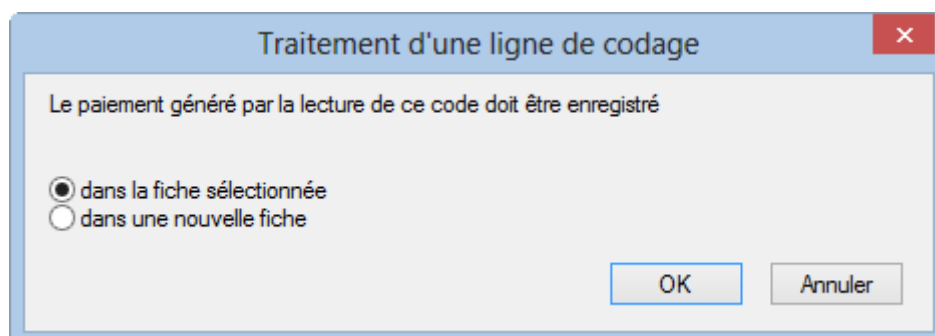 Traitement d'une ligne de codage
Le paiement généré par la lecture de ce code doit être enregistré
dans la fiche sélectionnée
dans une nouvelle fiche
OK Annuler